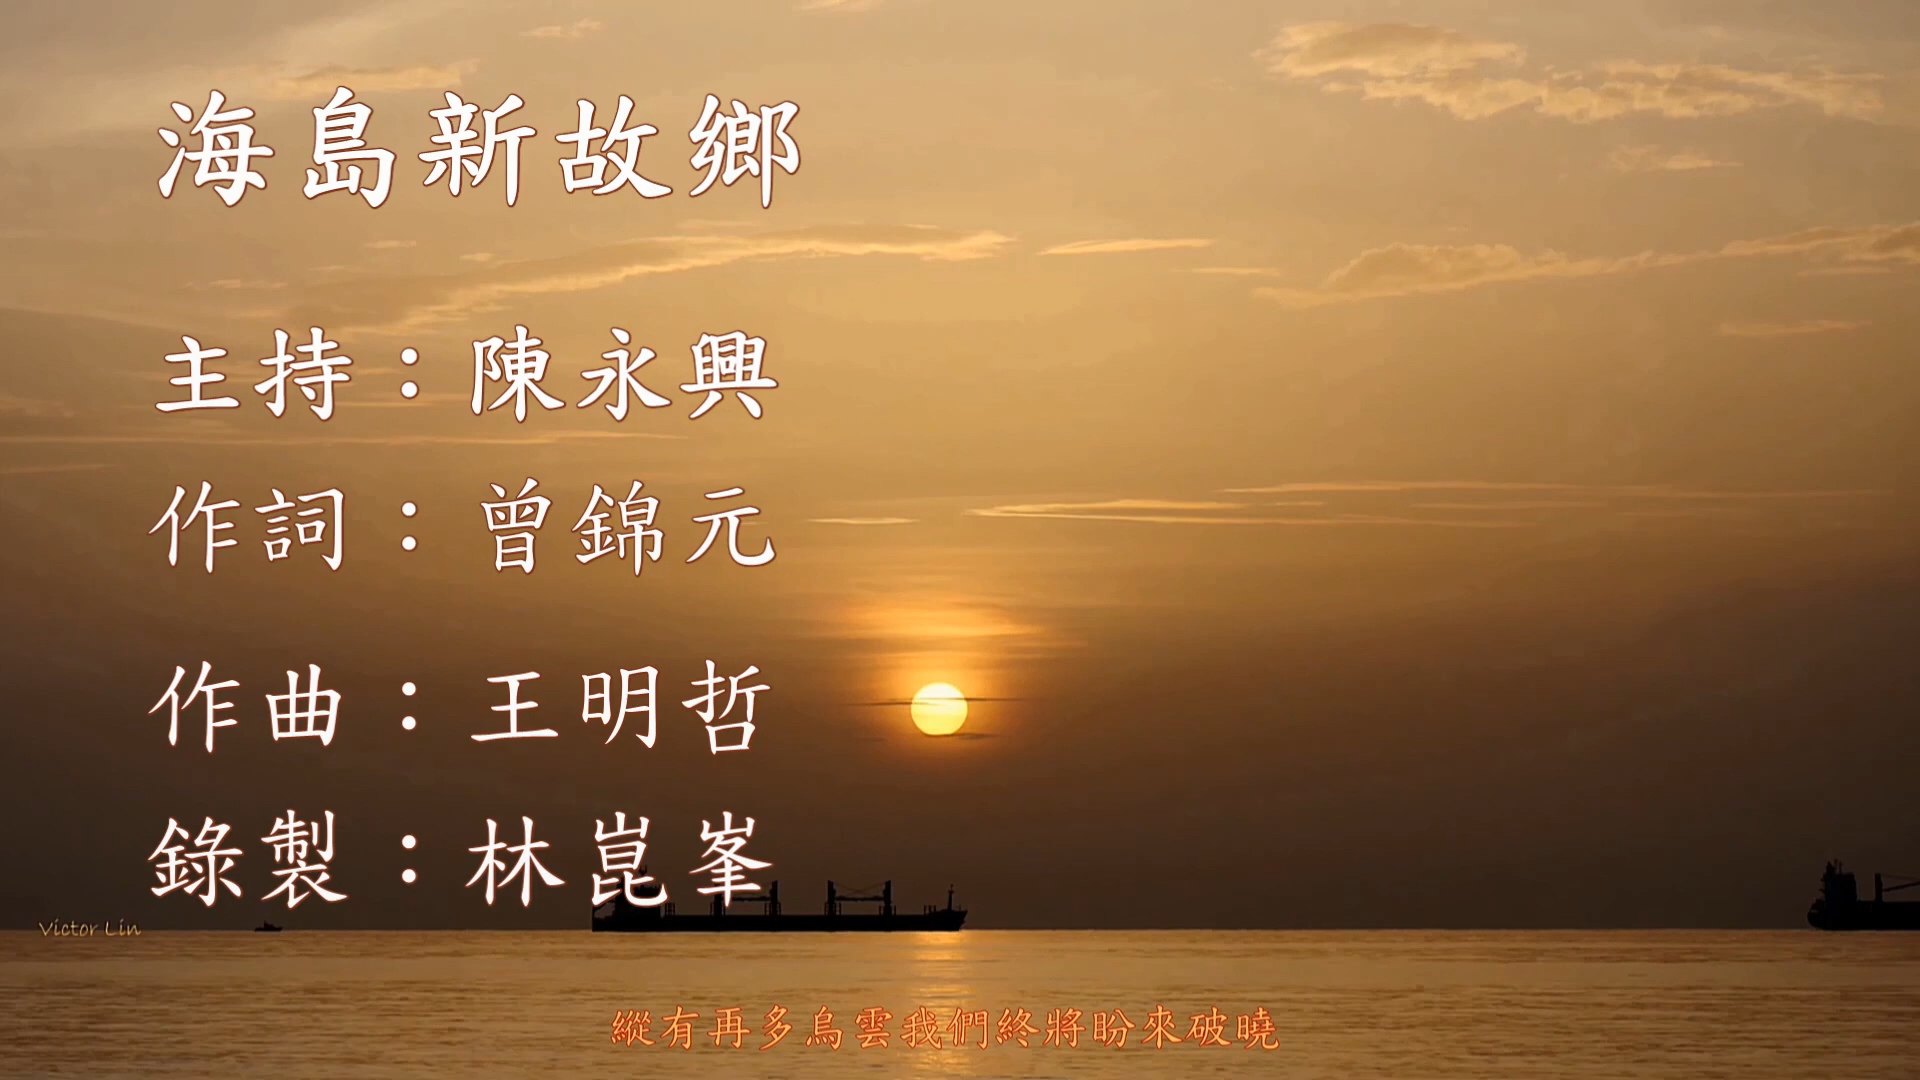 海島新故鄉
主持：陳永興
作詞：曾錦元
作曲：王明哲
錄製：林崑峯
Victor Lin
縱有再多烏雲我們終將盼來破曉